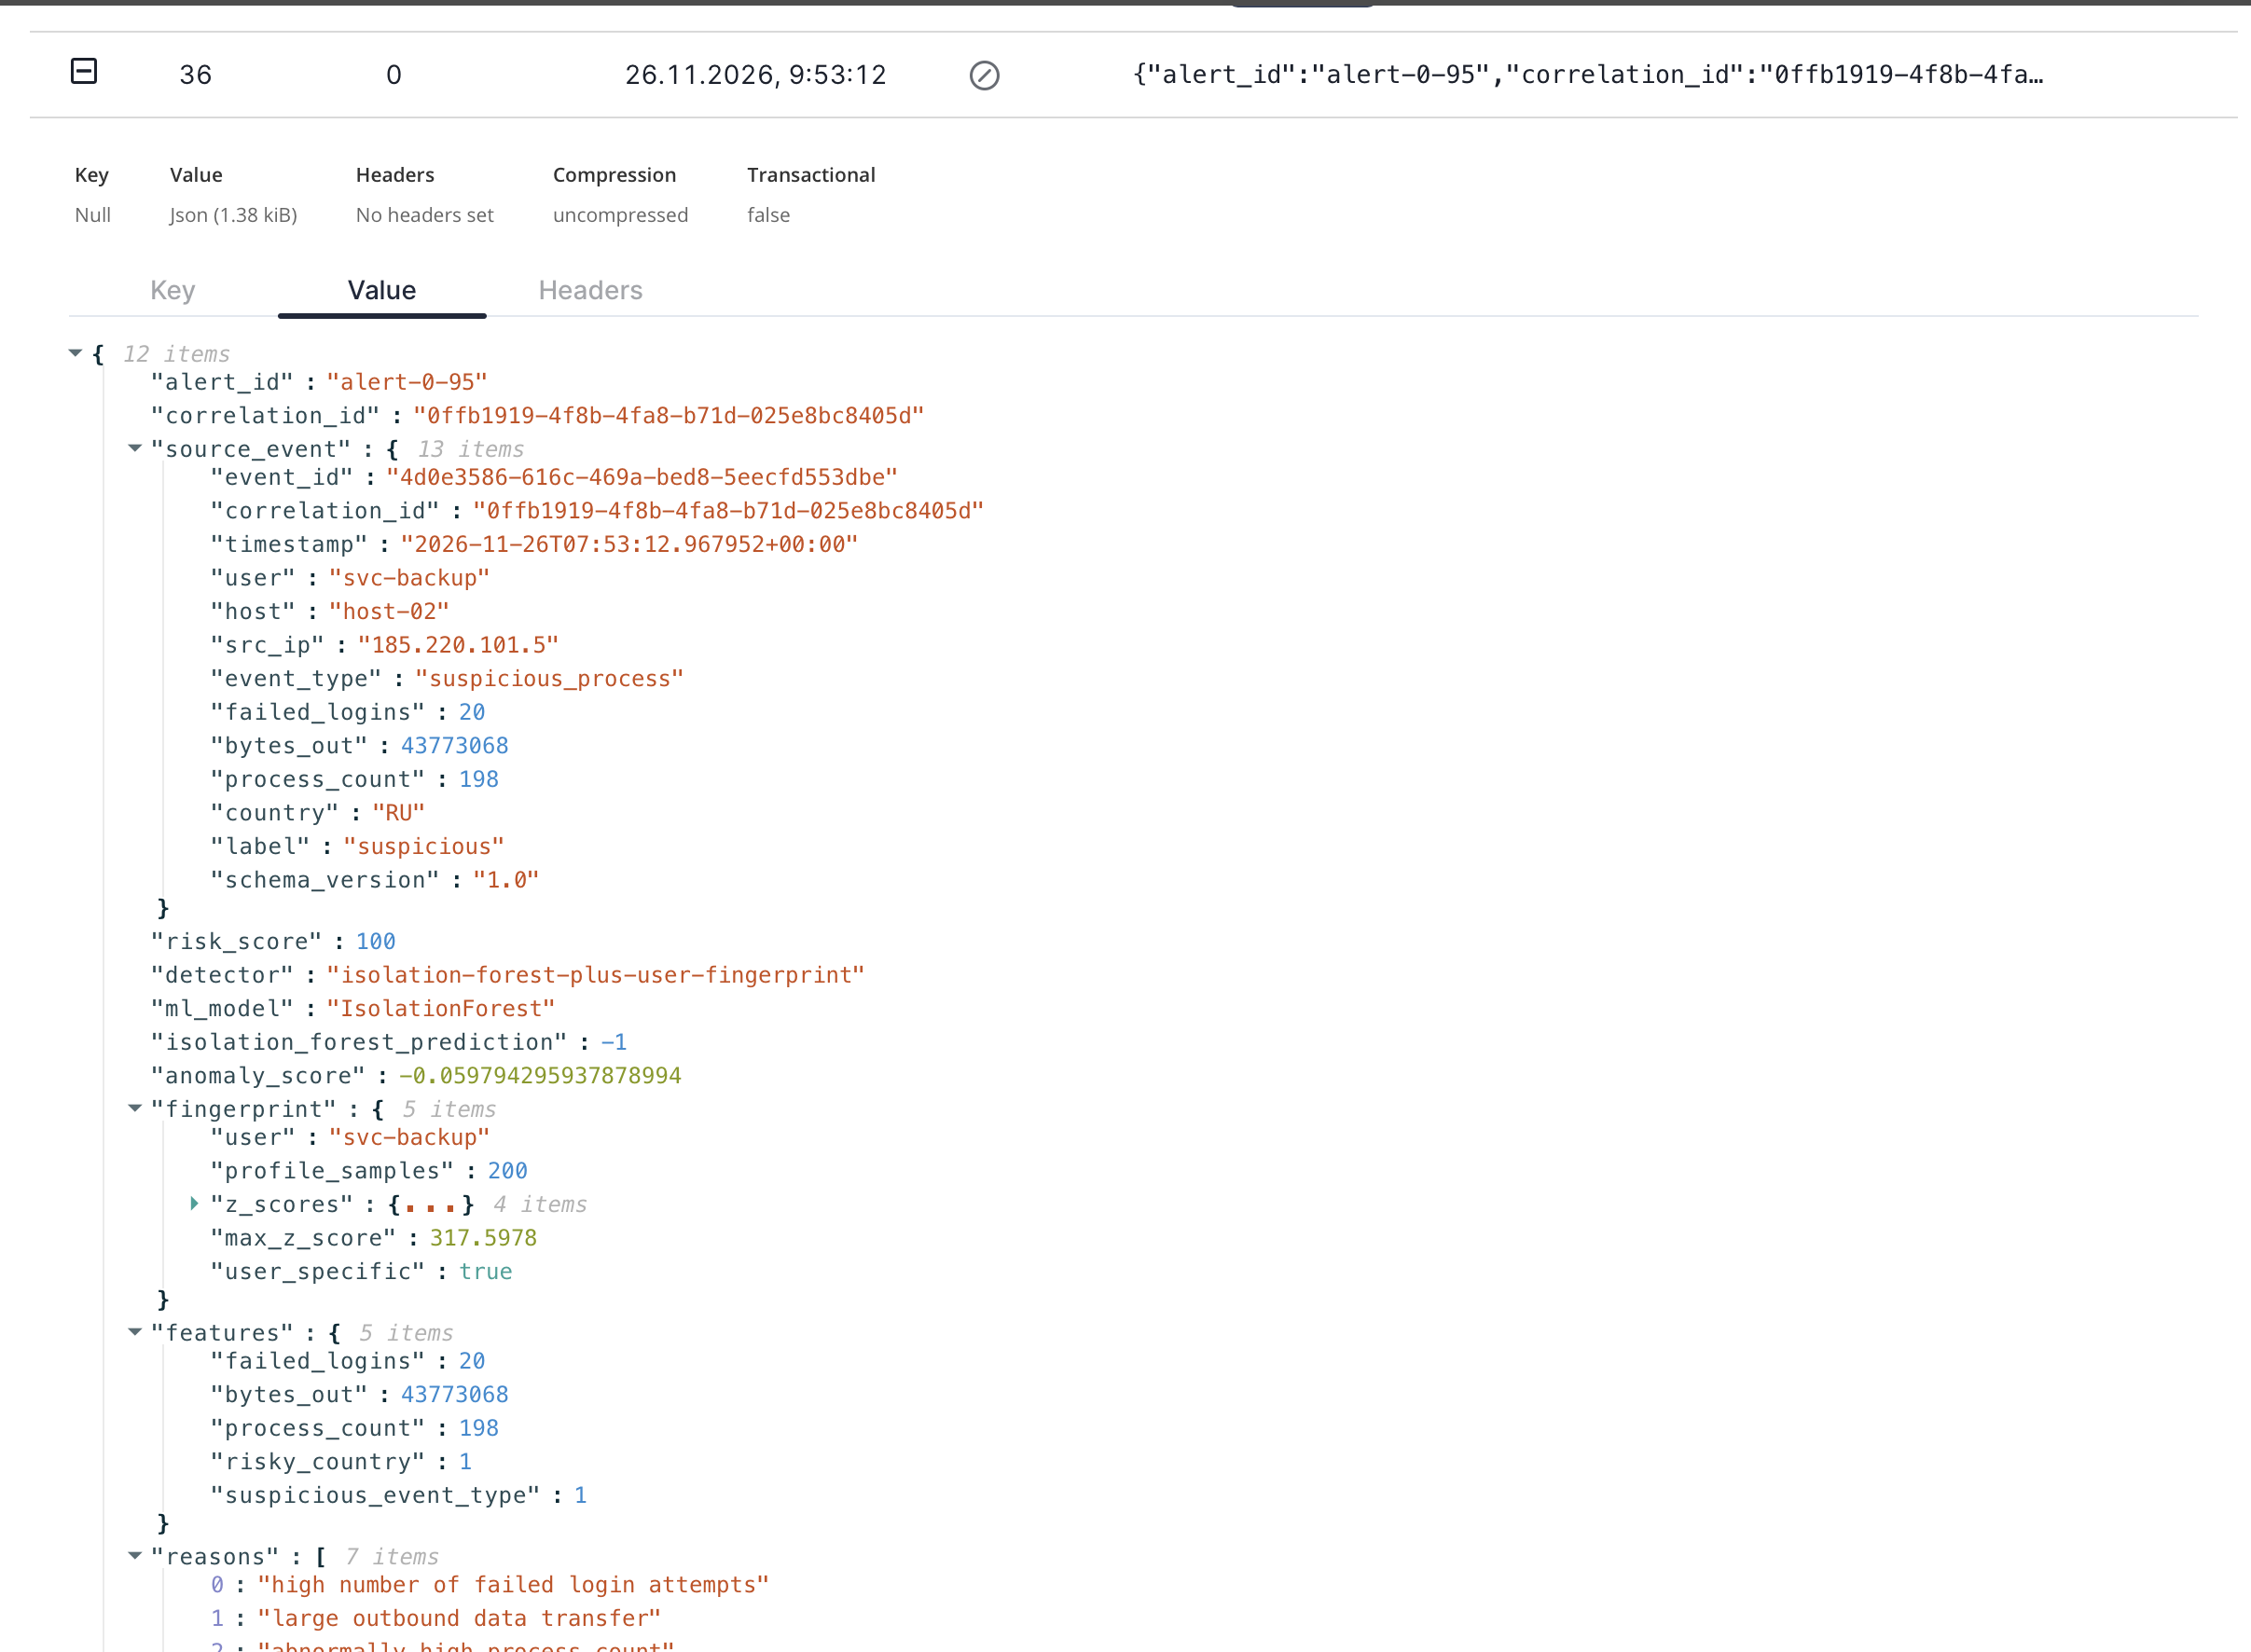 36 0 26.11.2026, 9:53:12 {"alert_id":"alert-0-95","correlation_id":"0ffb1919-4f8b-4fa…
Key Value Headers Compression Transactional
Null Json (1.38 kiB) No headers set uncompressed false
Key Value Headers
{ 12 items
"alert_id" : "alert-0-95"
"correlation_id" : "0ffb1919-4f8b-4fa8-b71d-025e8bc8405d"
"source_event" : { 13 items
"event_id" : "4d0e3586-616c-469a-bed8-5eecfd553dbe"
"correlation_id" : "0ffb1919-4f8b-4fa8-b71d-025e8bc8405d"
"timestamp" : "2026-11-26T07:53:12.967952+00:00"
"user" : "svc-backup"
"host" : "host-02"
"src_ip" : "185.220.101.5"
"event_type" : "suspicious_process"
"failed_logins" : 20
"bytes_out" : 43773068
"process_count" : 198
"country" : "RU"
"label" : "suspicious"
"schema_version" : "1.0"
}
"risk_score" : 100
"detector" : "isolation-forest-plus-user-fingerprint"
"ml_model" : "IsolationForest"
"isolation_forest_prediction" : -1
"anomaly_score" : -0.059794295937878994
"fingerprint" : { 5 items
"user" : "svc-backup"
"profile_samples" : 200
"z_scores" : {...} 4 items
"max_z_score" : 317.5978
"user_specific" : true
}
"features" : { 5 items
"failed_logins" : 20
"bytes_out" : 43773068
"process_count" : 198
"risky_country" : 1
"suspicious_event_type" : 1
}
"reasons" : [ 7 items
0 : "high number of failed login attempts"
1 : "large outbound data transfer"
2 : "abnormally high process count"